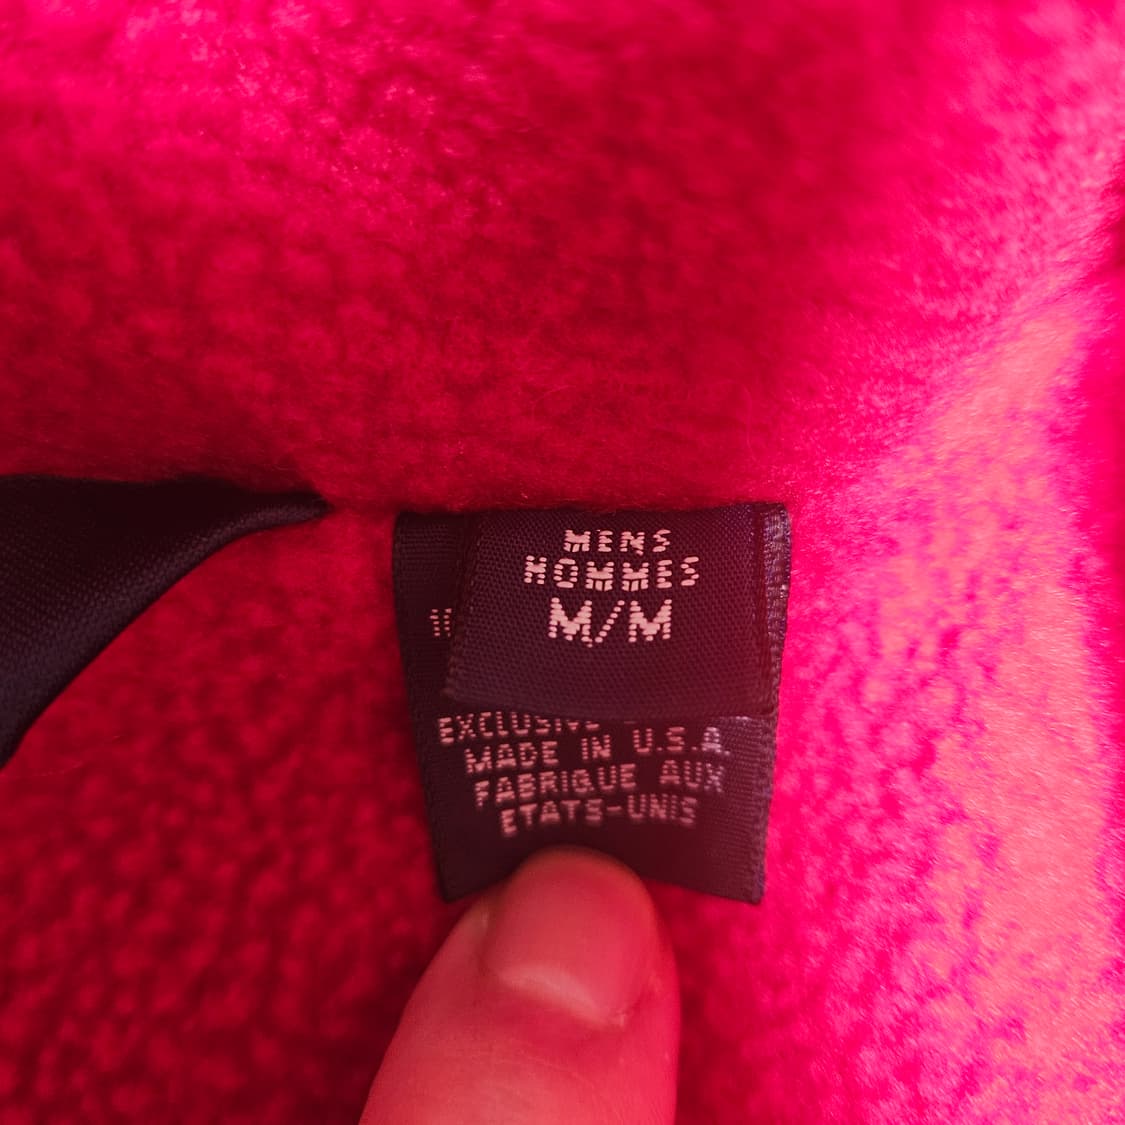 MENS
HOMMES
M/M
MADE IN U.S.A.
FABRIQUE AUX
ETATS-UNIS